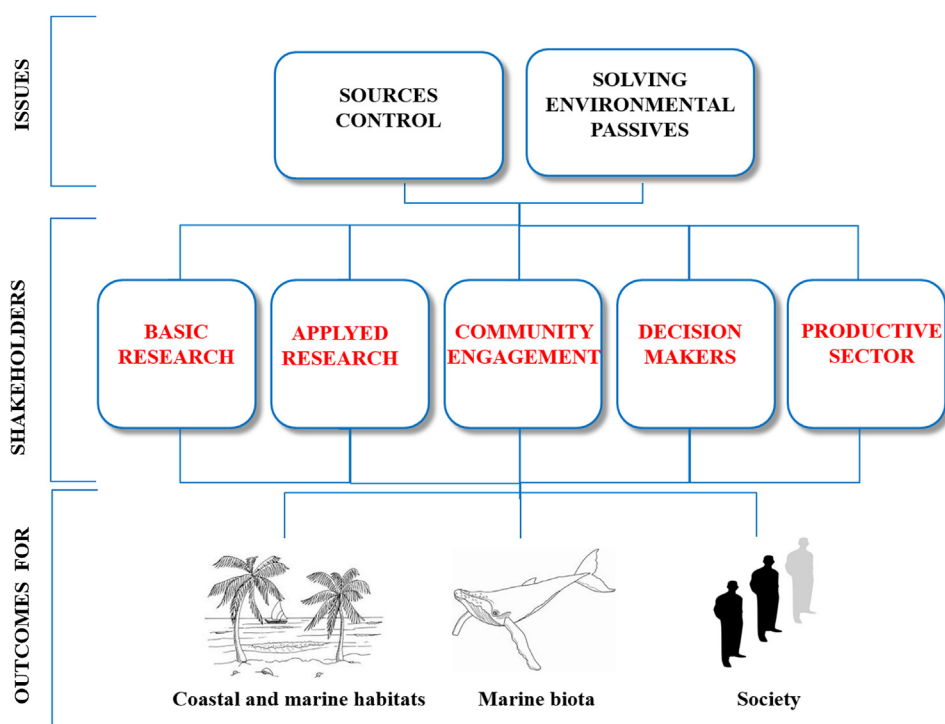 ISSUES
SOURCES
CONTROL
SOLVING
ENVIRONMENTAL
PASSIVES
SHAKEHOLDERS
BASIC
RESEARCH
APPLYED
RESEARCH
COMMUNITY
ENGAGEMENT
DECISION
MAKERS
PRODUCTIVE
SECTOR
OUTCOMES FOR
Coastal and marine habitats
Marine biota
Society